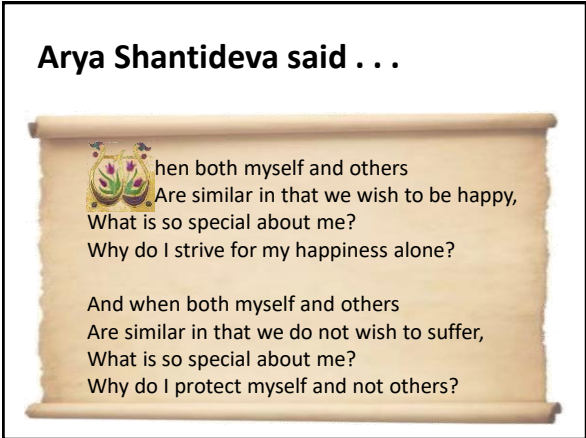 Arya Shantideva said . . .
When both myself and others
Are similar in that we wish to be happy,
What is so special about me?
Why do I strive for my happiness alone?
And when both myself and others
Are similar in that we do not wish to suffer,
What is so special about me?
Why do I protect myself and not others?